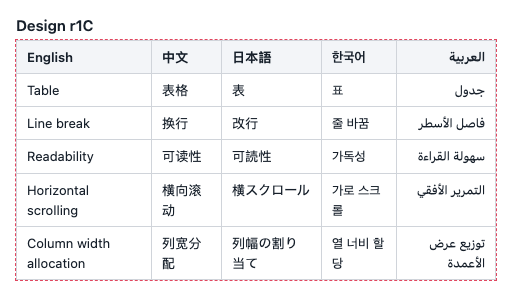 Design r1C
English 中文 日本語 한국어 العربية
Table 表格 表 표 جدول
Line break 换行 改行 줄 바꿈 فاصل الأسطر
Readability 可读性 可読性 가독성 سهولة القراءة
Horizontal 横向滚 横スクロール 가로 스크 التمرير الأفقي
scrolling 动 롤
Column width 列宽分 列幅の割り 열 너비 할 توزيع عرض
allocation 配 当て 당 الأعمدة